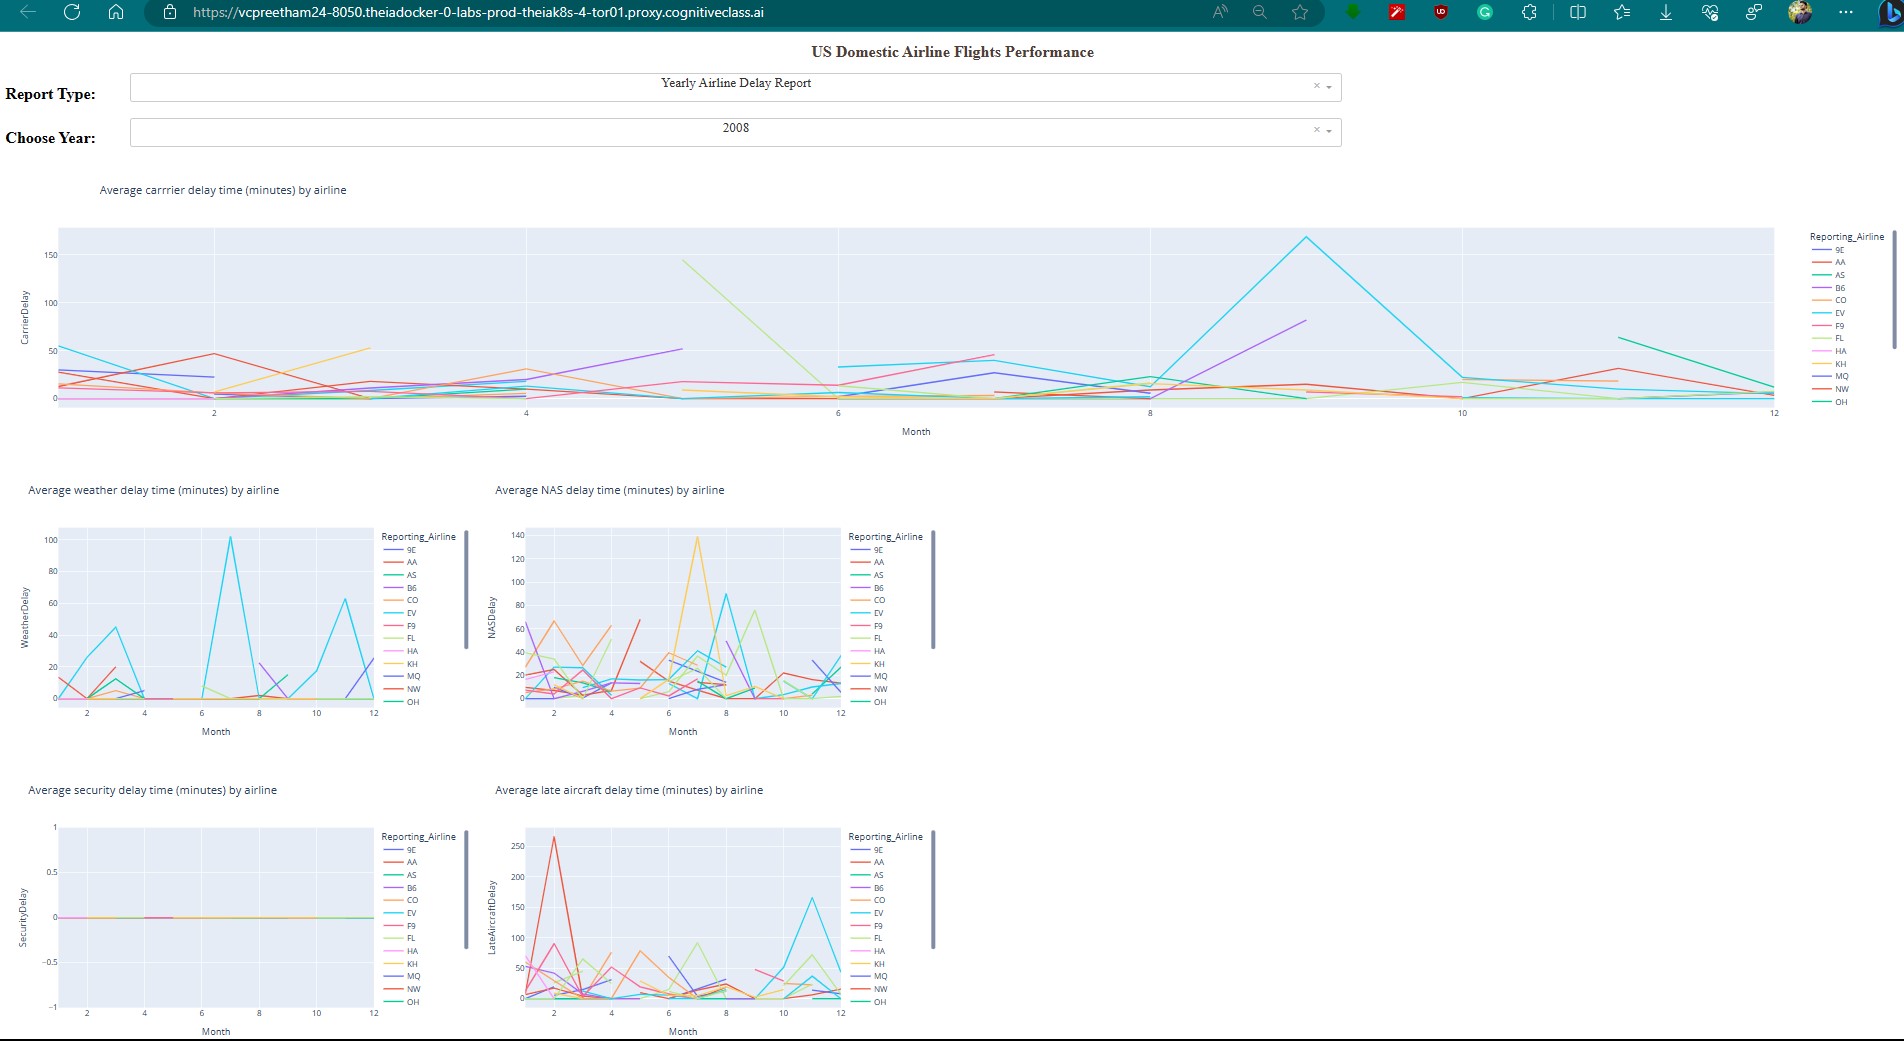 https://vcpreetham24-8050.theiadocker-0-labs-prod-theiak8s-4-tor01.proxy.cognitiveclass.ai
US Domestic Airline Flights Performance
Report Type:
Yearly Airline Delay Report
Choose Year:
2008
Average carrrier delay time (minutes) by airline
CarrierDelay
150
100
50
0
2
4
6
8
10
12
Month
Reporting_Airline
9E
AA
AS
B6
CO
EV
F9
FL
HA
KH
MQ
NW
OH
Average weather delay time (minutes) by airline
WeatherDelay
100
80
60
40
20
0
2
4
6
8
10
12
Month
Reporting_Airline
9E
AA
AS
B6
CO
EV
F9
FL
HA
KH
MQ
NW
OH
Average NAS delay time (minutes) by airline
NASDelay
140
120
100
80
60
40
20
0
2
4
6
8
10
12
Month
Reporting_Airline
9E
AA
AS
B6
CO
EV
F9
FL
HA
KH
MQ
NW
OH
Average security delay time (minutes) by airline
SecurityDelay
1
0.5
0
−0.5
−1
2
4
6
8
10
12
Month
Reporting_Airline
9E
AA
AS
B6
CO
EV
F9
FL
HA
KH
MQ
NW
OH
Average late aircraft delay time (minutes) by airline
LateAircraftDelay
250
200
150
100
50
0
2
4
6
8
10
12
Month
Reporting_Airline
9E
AA
AS
B6
CO
EV
F9
FL
HA
KH
MQ
NW
OH